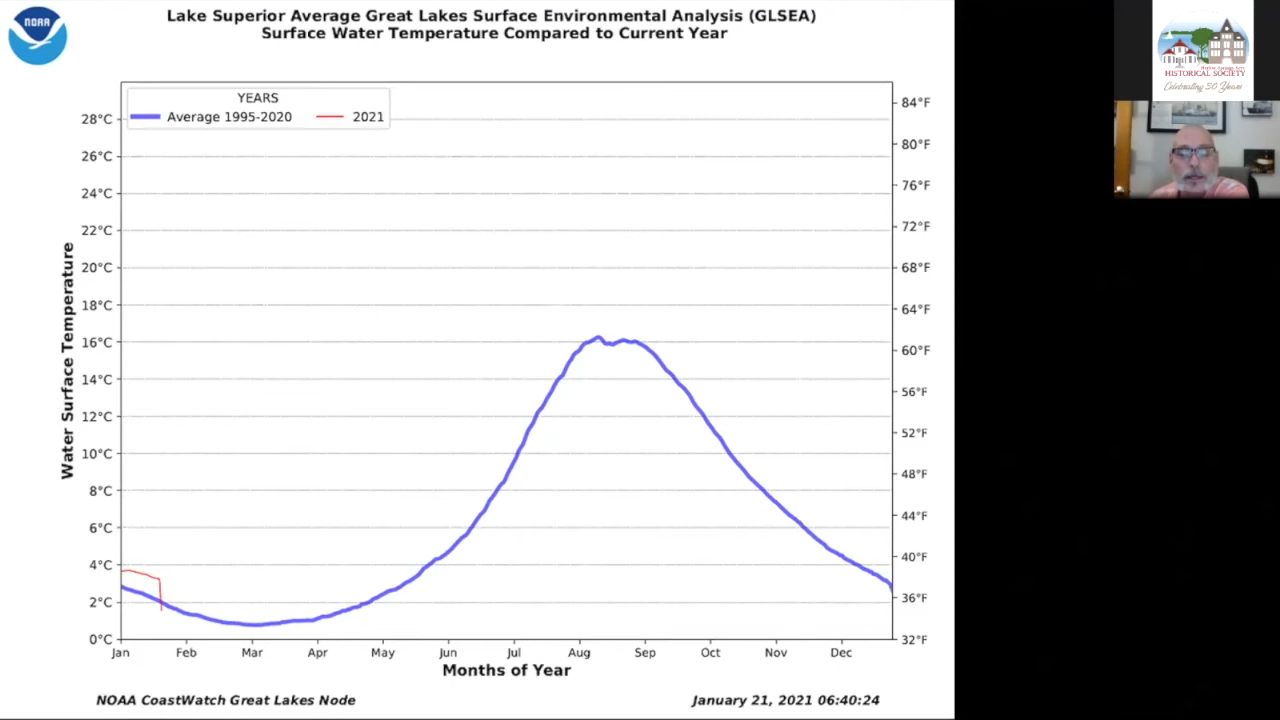 Lake Superior Average Great Lakes Surface Environmental Analysis (GLSEA)
Surface Water Temperature Compared to Current Year
NOAA
YEARS
Average 1995-2020
2021
28°C
26°C
24°C
22°C
20°C
18°C
16°C
14°C
12°C
10°C
8°C
6°C
4°C
2°C
0°C
Water Surface Temperature
84°F
80°F
76°F
72°F
68°F
64°F
60°F
56°F
52°F
48°F
44°F
40°F
36°F
32°F
Jan Feb Mar Apr May Jun Jul Aug Sep Oct Nov Dec
Months of Year
NOAA CoastWatch Great Lakes Node
January 21, 2021 06:40:24
HISTORICAL SOCIETY
Celebrating 50 Years